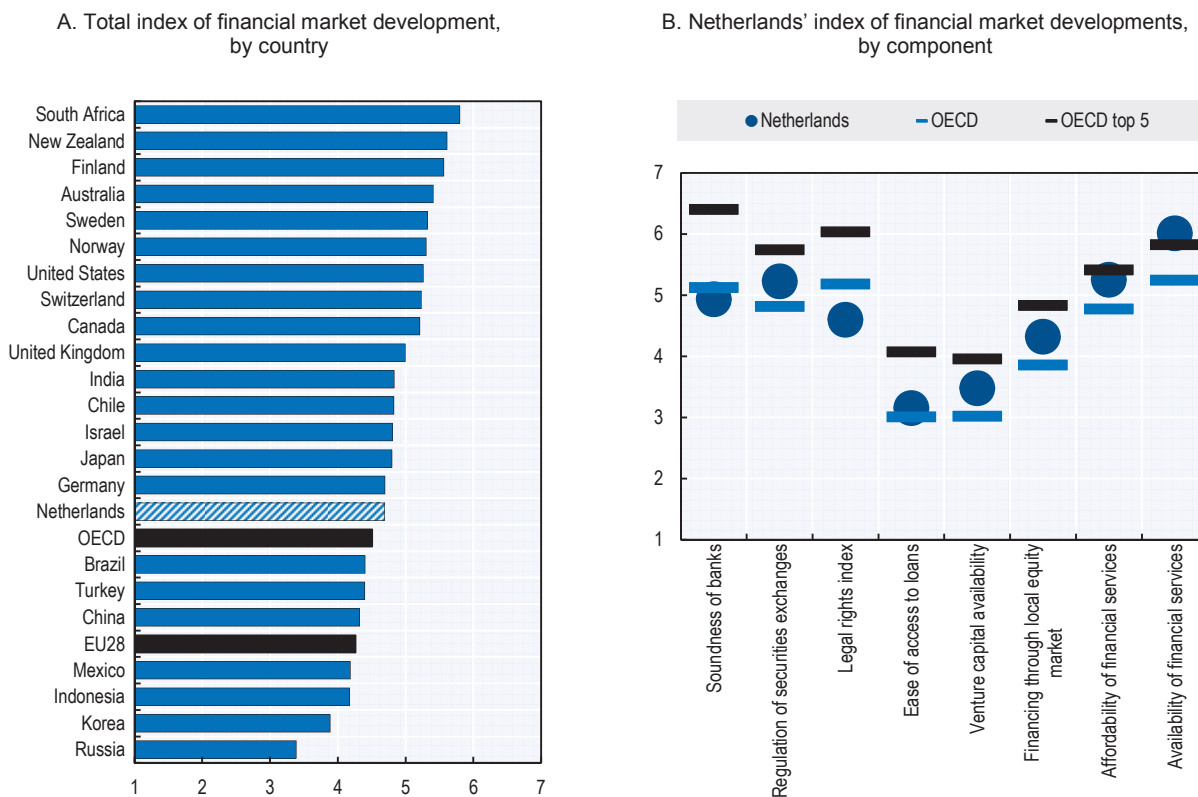 A. Total index of financial market development,
by country
South Africa
New Zealand
Finland
Australia
Sweden
Norway
United States
Switzerland
Canada
United Kingdom
India
Chile
Israel
Japan
Germany
Netherlands
OECD
Brazil
Turkey
China
EU28
Mexico
Indonesia
Korea
Russia
1 2 3 4 5 6 7
B. Netherlands' index of financial market developments,
by component
Netherlands OECD OECD top 5
7
6
5
4
3
2
1
Soundness of banks
Regulation of securities exchanges
Legal rights index
Ease of access to loans
Venture capital availability
Financing through local equity
market
Affordability of financial services
Availability of financial services